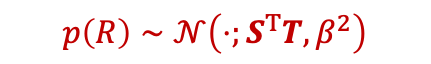 p(R) ~ 𝒩(·; SᵀT, β²)